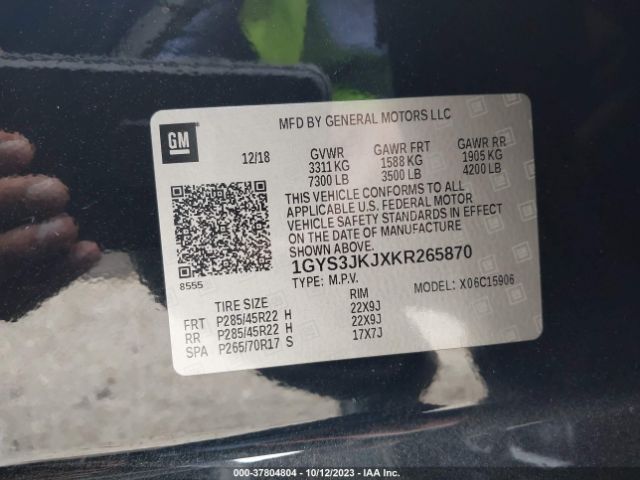 MFD BY GENERAL MOTORS LLC
GM
12/18
GVWR GAWR FRT GAWR RR
3311 KG 1588 KG 1905 KG
7300 LB 3500 LB 4200 LB
THIS VEHICLE CONFORMS TO ALL
APPLICABLE U.S. FEDERAL MOTOR
VEHICLE SAFETY STANDARDS IN EFFECT
ON THE DATE OF MANUFACTURE
SHOWN ABOVE.
1GYS3JKJXKR265870
8555
TYPE: M.P.V. MODEL: X06C15906
TIRE SIZE RIM
FRT P285/45R22 H 22X9J
RR P285/45R22 H 22X9J
SPA P265/70R17 S 17X7J
000-37804804 - 10/12/2023 - IAA Inc.